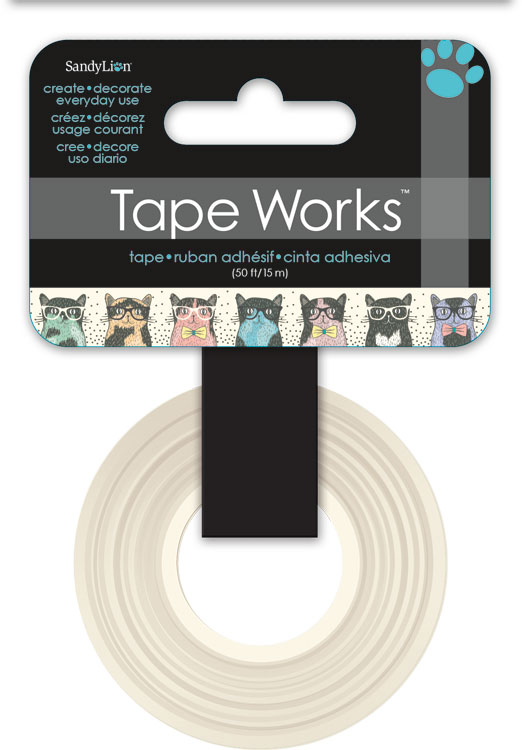 SandyLion
create•decorate
everyday use
créez•décorez
usage courant
cree•decore
uso diario
Tape Works™
tape•ruban adhésif•cinta adhesiva
(50 ft/15 m)